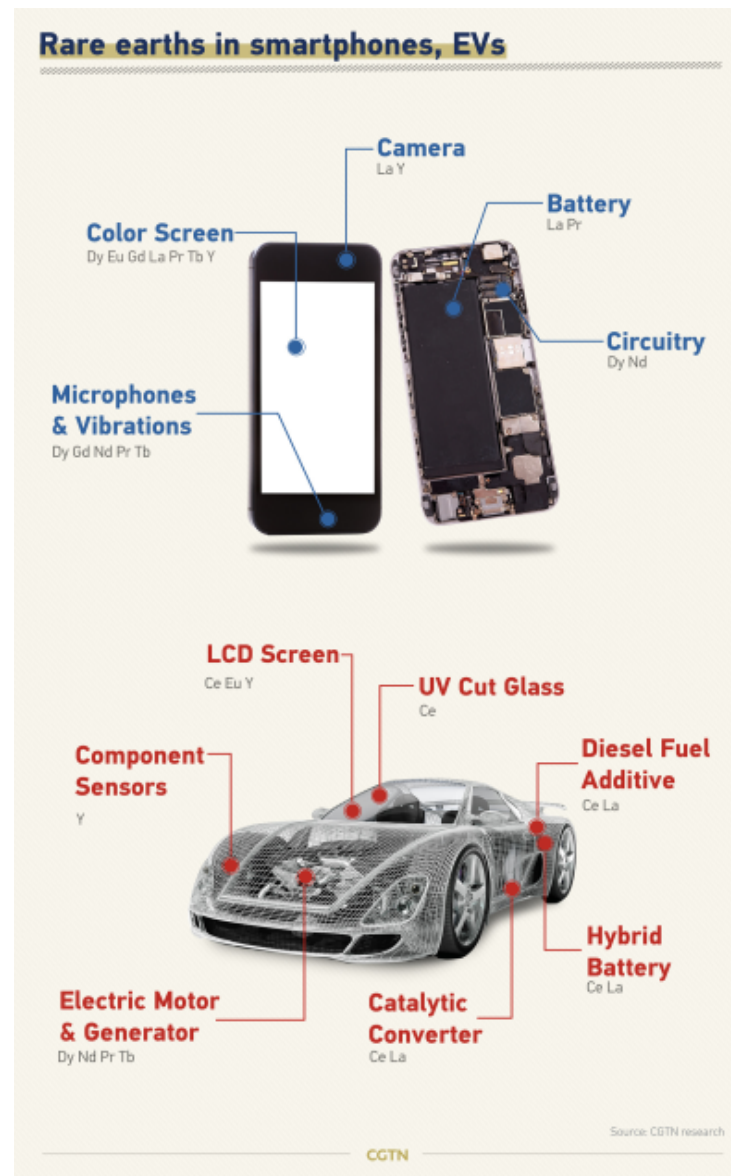 Rare earths in smartphones, EVs
Camera
La Y
Battery
La Pr
Color Screen
Dy Eu Gd La Pr Tb Y
Circuitry
Dy Nd
Microphones
& Vibrations
Dy Gd Nd Pr Tb
LCD Screen
Ce Eu Y
UV Cut Glass
Ce
Component
Sensors
Y
Diesel Fuel
Additive
Ce La
Hybrid
Battery
Ce La
Electric Motor
& Generator
Dy Nd Pr Tb
Catalytic
Converter
Ce La
Source: CGTN research
CGTN